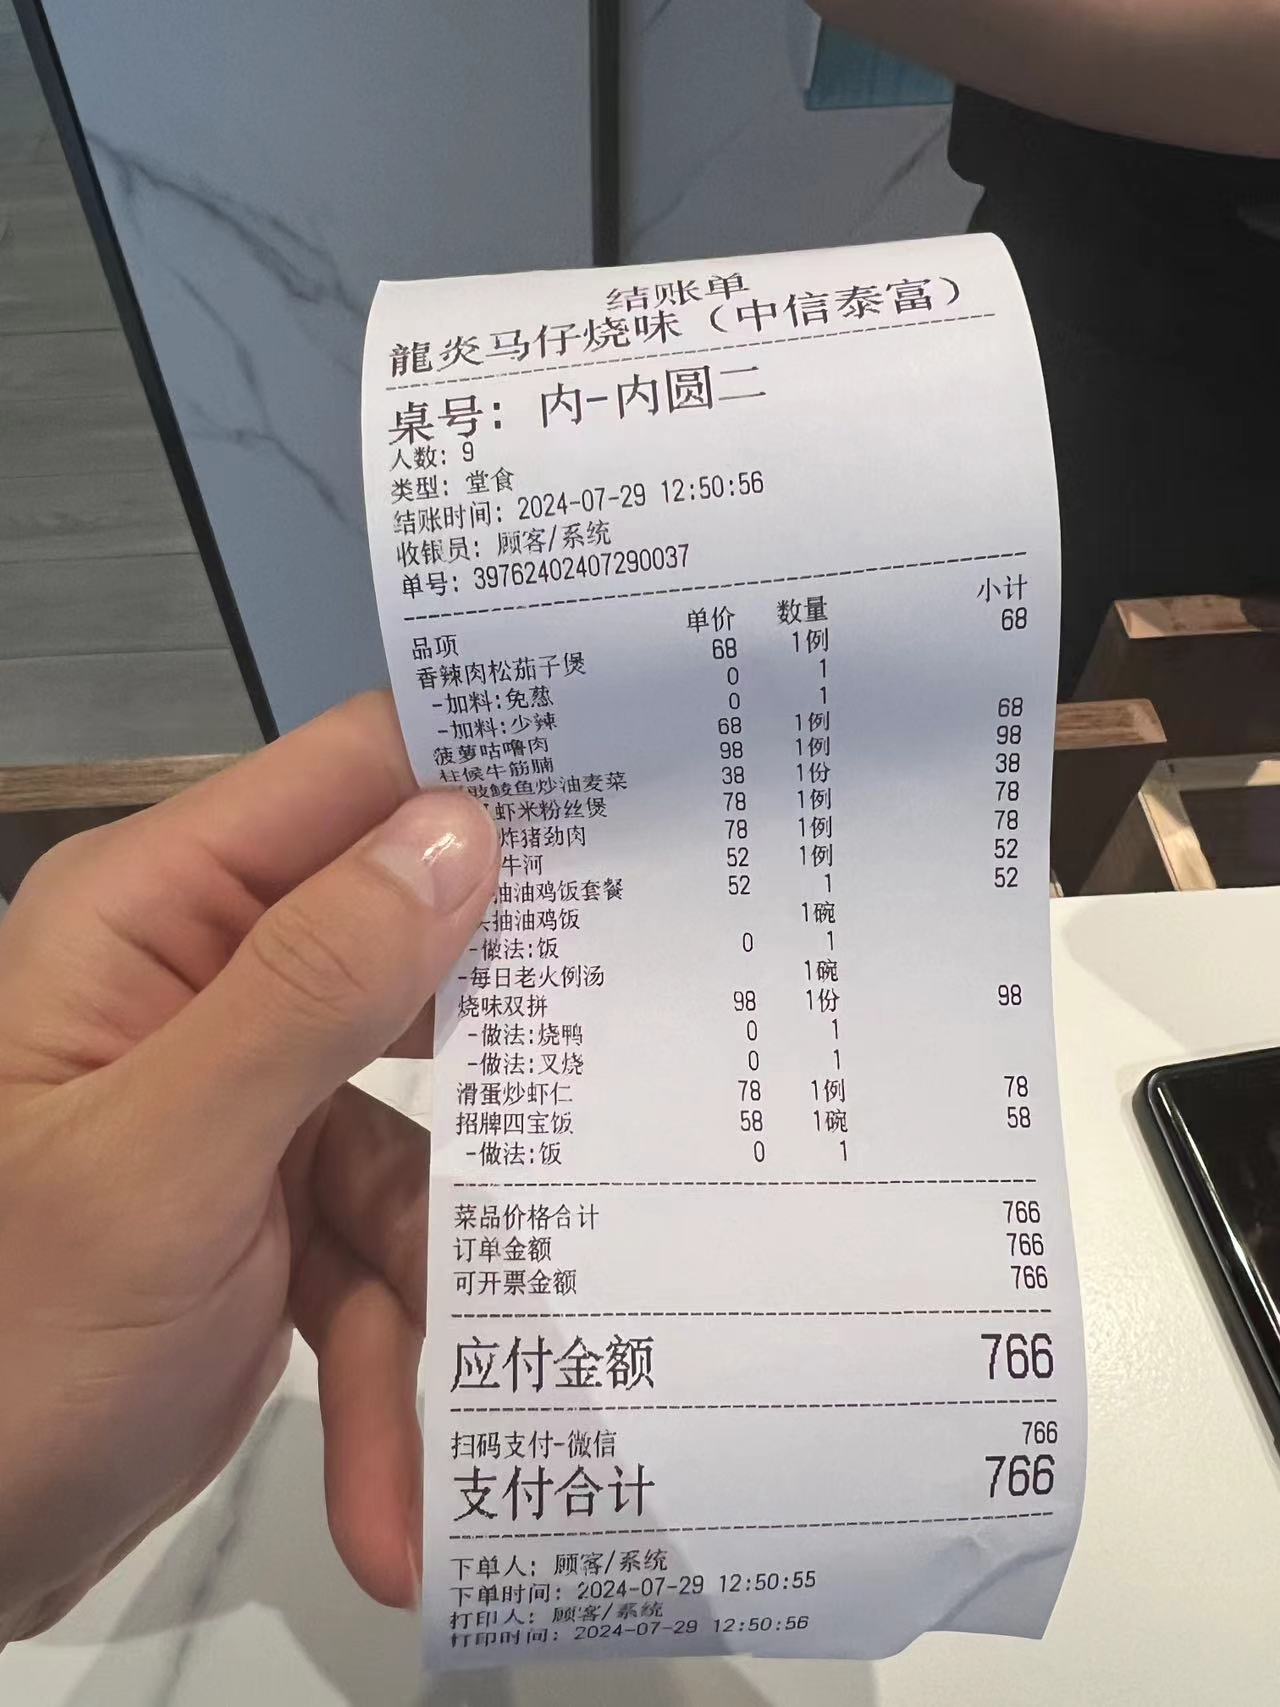 结账单
龍炎马仔烧味（中信泰富）
桌号: 内-内圆二
人数: 9
类型: 堂食
结账时间: 2024-07-29 12:50:56
收银员: 顾客/系统
单号: 39762402407290037
品项 单价 数量 小计
香辣肉松茄子煲 68 1例 68
-加料:免葱 0 1
-加料:少辣 0 1
菠萝咕噜肉 68 1例 68
柱候牛筋腩 98 1例 98
豉鲮鱼炒油麦菜 38 1份 38
虾米粉丝煲 78 1例 78
炸猪劲肉 78 1例 78
牛河 52 1例 52
抽油鸡饭套餐 52 1 52
抽油鸡饭 1碗
-做法:饭 0 1
-每日老火例汤 1碗
烧味双拼 98 1份 98
-做法:烧鸭 0 1
-做法:叉烧 0 1
滑蛋炒虾仁 78 1例 78
招牌四宝饭 58 1碗 58
-做法:饭 0 1
菜品价格合计 766
订单金额 766
可开票金额 766
应付金额 766
扫码支付-微信 766
支付合计 766
下单人: 顾客/系统
下单时间: 2024-07-29 12:50:55
打印人: 顾客/系统
打印时间: 2024-07-29 12:50:56